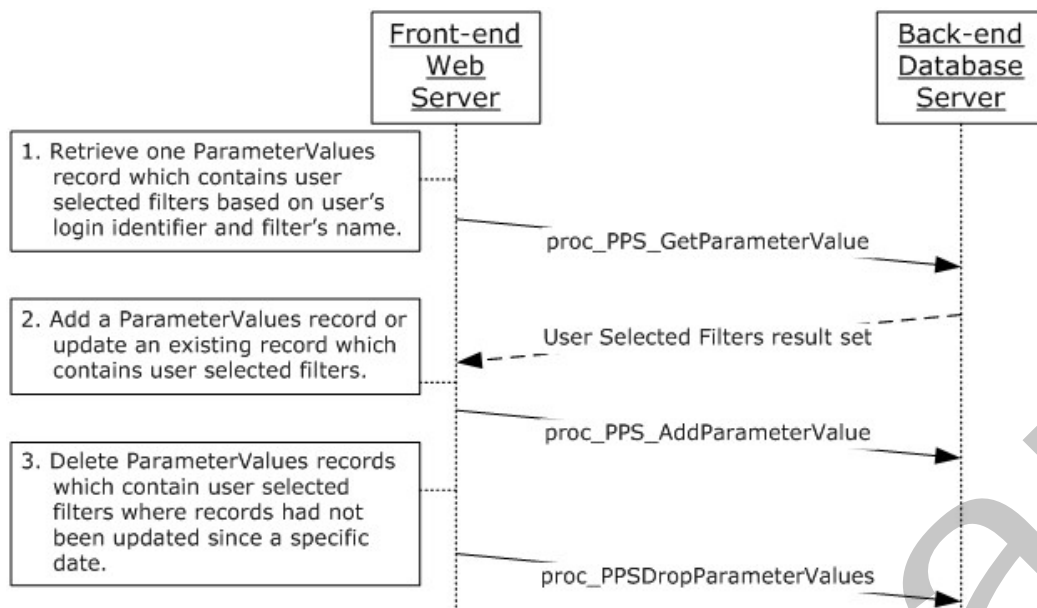 Front-end
Web
Server
Back-end
Database
Server
1. Retrieve one ParameterValues
record which contains user
selected filters based on user's
login identifier and filter's name.
proc_PPS_GetParameterValue
2. Add a ParameterValues record or
update an existing record which
contains user selected filters.
User Selected Filters result set
proc_PPS_AddParameterValue
3. Delete ParameterValues records
which contain user selected
filters where records had not
been updated since a specific
date.
proc_PPSDropParameterValues